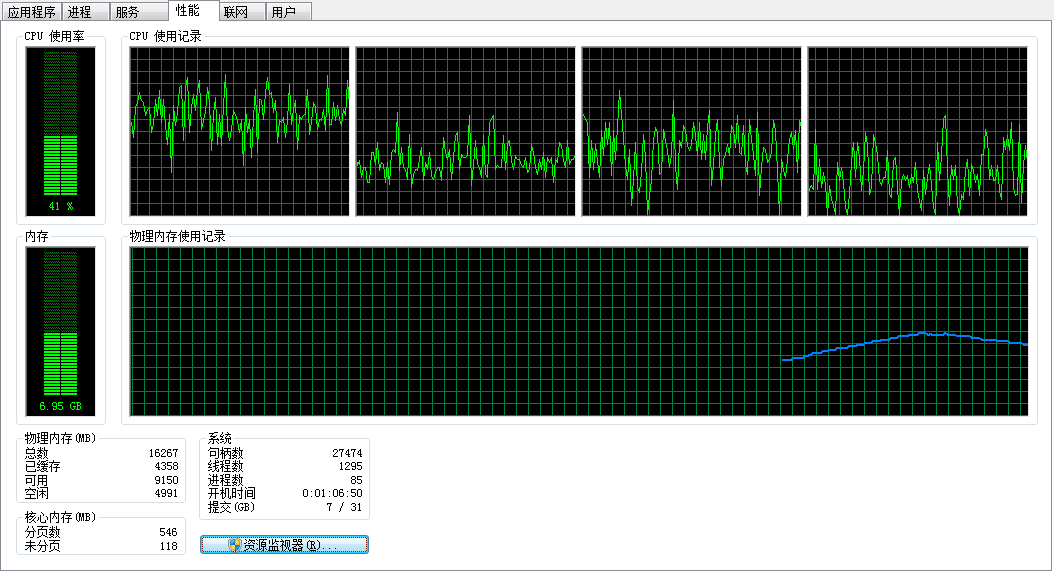 应用程序 进程 服务 性能 联网 用户
CPU 使用率
CPU 使用记录
41 %
内存
物理内存使用记录
6.95 GB
物理内存(MB)
总数 16267
已缓存 4358
可用 9150
空闲 4991
系统
句柄数 27474
线程数 1295
进程数 85
开机时间 0:01:06:50
提交(GB) 7 / 31
核心内存(MB)
分页数 546
未分页 118
资源监视器(R)...